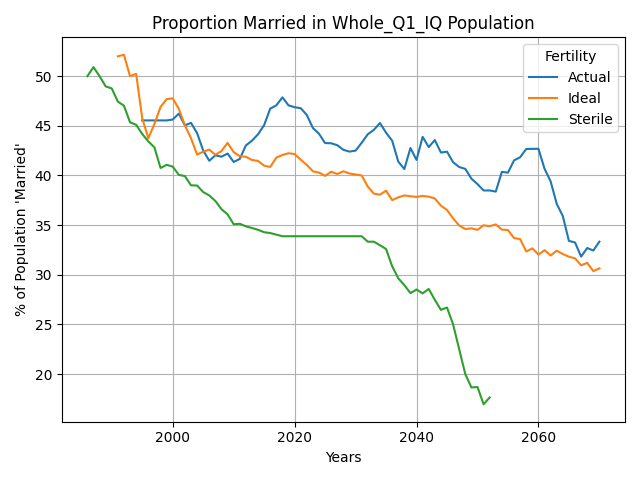 Proportion Married in Whole_Q1_IQ Population
% of Population 'Married'
50
45
40
35
30
25
20
2000
2020
2040
2060
Years
Fertility
Actual
Ideal
Sterile